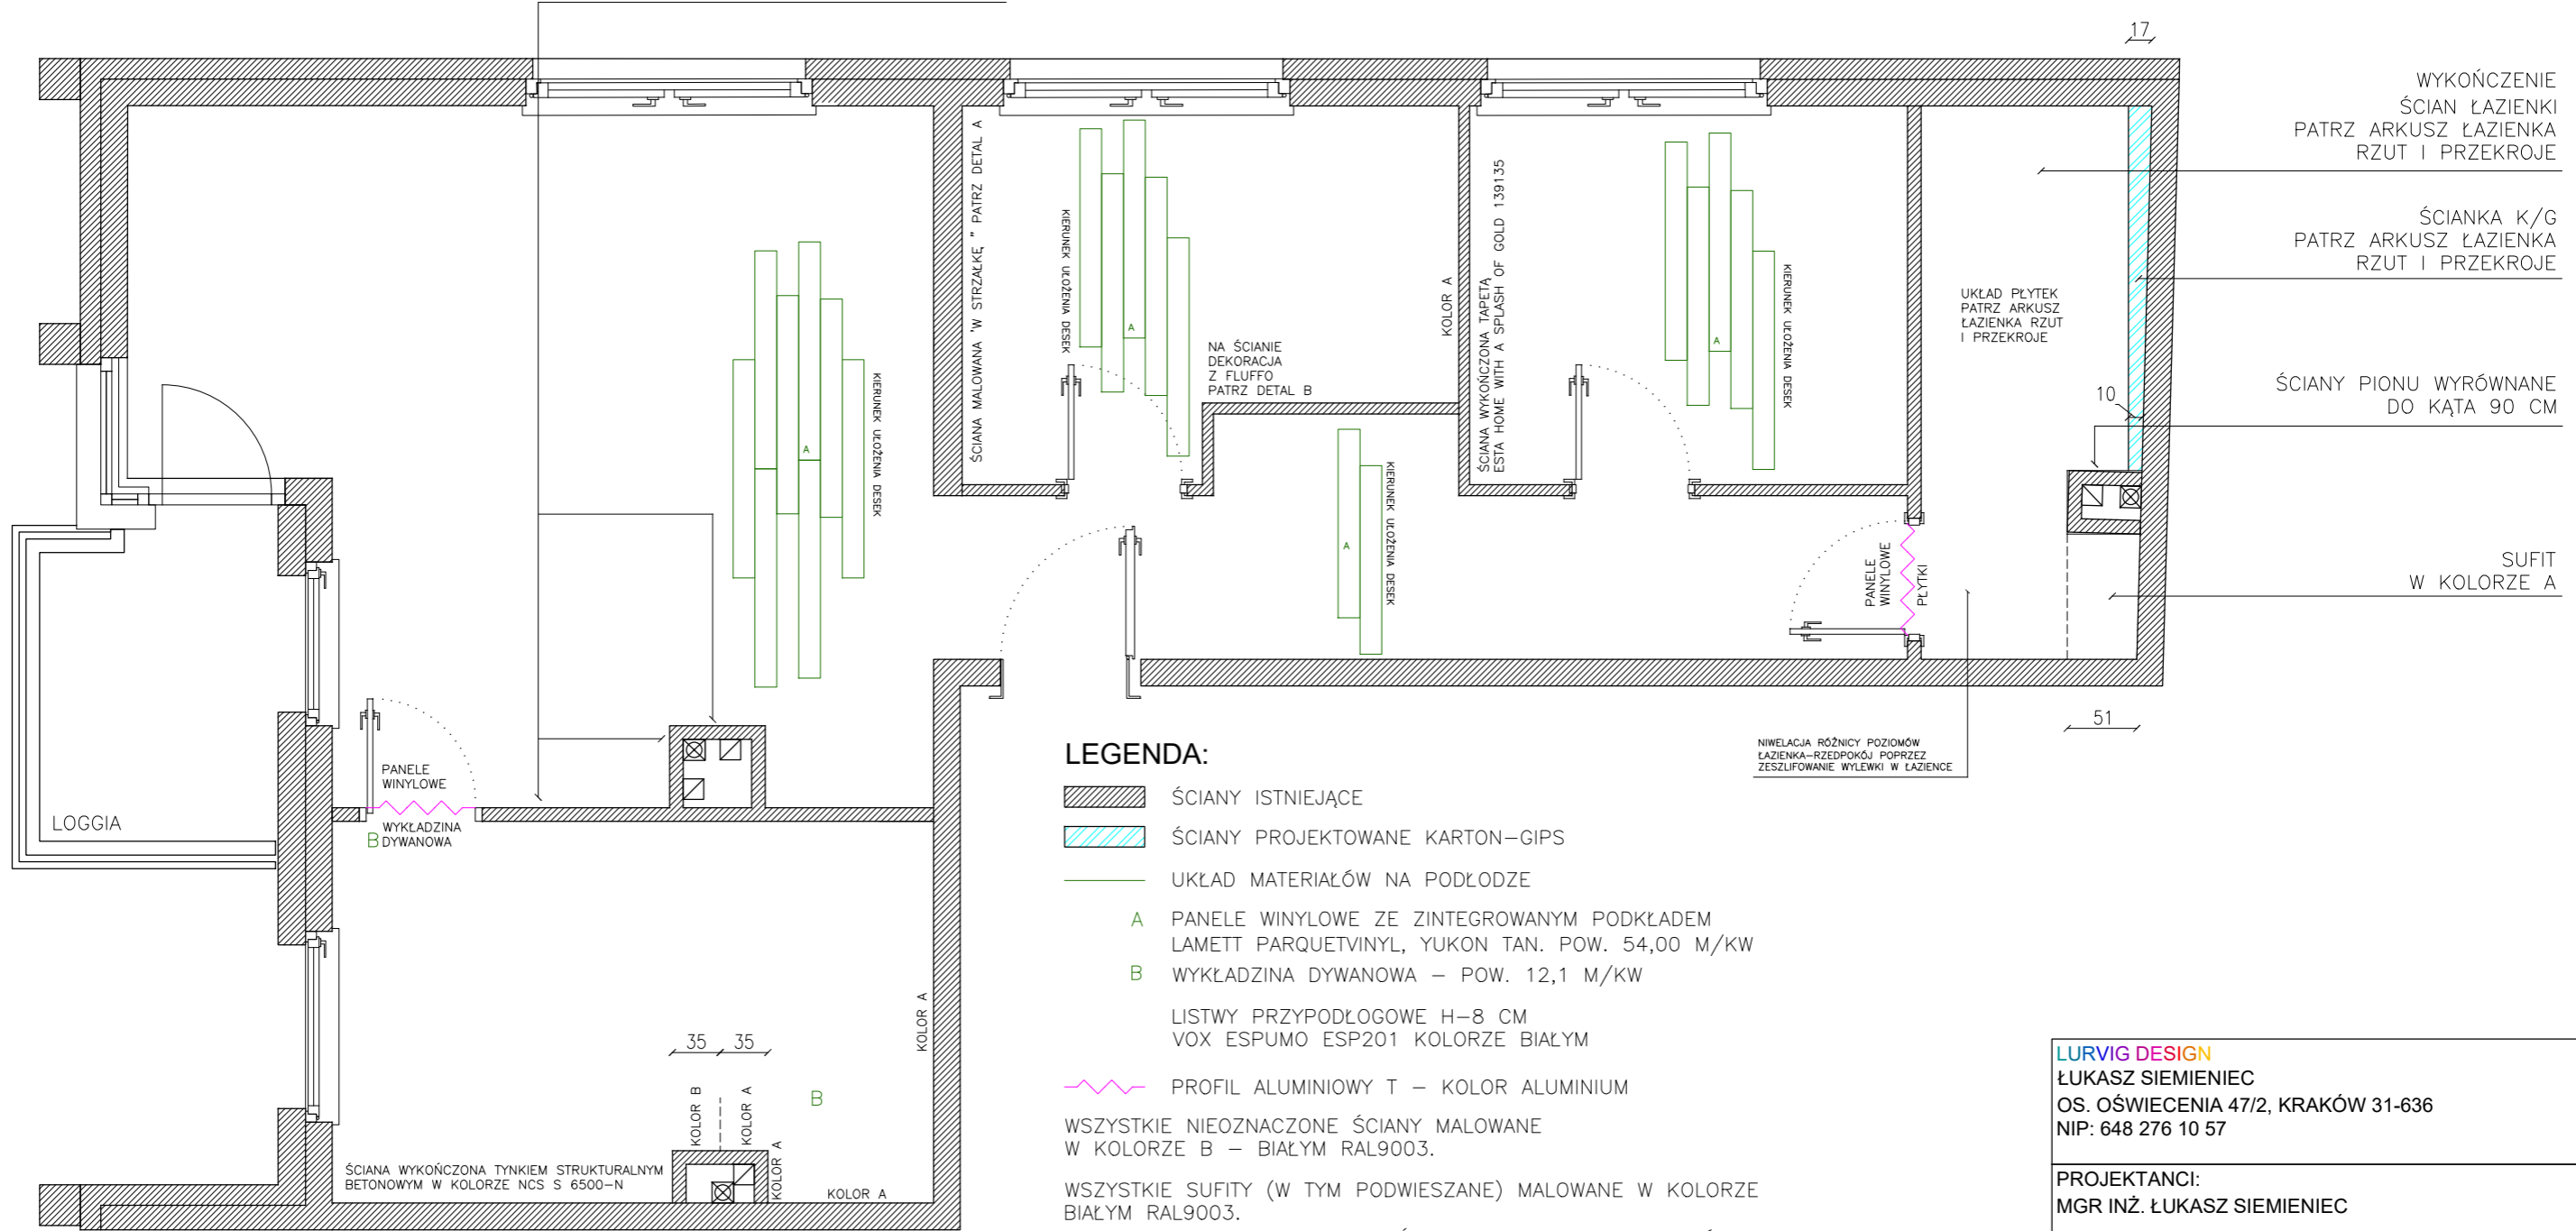 17
WYKOŃCZENIE
ŚCIAN ŁAZIENKI
PATRZ ARKUSZ ŁAZIENKA
RZUT I PRZEKROJE
ŚCIANKA K/G
PATRZ ARKUSZ ŁAZIENKA
RZUT I PRZEKROJE
ŚCIANY PIONU WYRÓWNANE
DO KĄTA 90 CM
SUFIT
W KOLORZE A
ŚCIANA MALOWANA 'W STRZAŁKĘ " PATRZ DETAL A
KIERUNEK UŁOŻENIA DESEK
A
NA ŚCIANIE
DEKORACJA
Z FLUFFO
PATRZ DETAL B
KOLOR A
ŚCIANA WYKOŃCZONA TAPETĄ
ESTA HOME WITH A SPLASH OF GOLD 139135
A
KIERUNEK UŁOŻENIA DESEK
UKŁAD PŁYTEK
PATRZ ARKUSZ
ŁAZIENKA RZUT
I PRZEKROJE
10
A
KIERUNEK UŁOŻENIA DESEK
A
KIERUNEK UŁOŻENIA DESEK
PANELE
WINYLOWE
PŁYTKI
51
NIWELACJA RÓŻNICY POZIOMÓW
ŁAZIENKA-RZEDPOKÓJ POPRZEZ
ZESZLIFOWANIE WYLEWKI W ŁAZIENCE
PANELE
WINYLOWE
LOGGIA
B
WYKŁADZINA
DYWANOWA
KOLOR A
35
35
KOLOR B
KOLOR A
B
KOLOR A
KOLOR A
ŚCIANA WYKOŃCZONA TYNKIEM STRUKTURALNYM
BETONOWYM W KOLORZE NCS S 6500-N
LEGENDA:
ŚCIANY ISTNIEJĄCE
ŚCIANY PROJEKTOWANE KARTON-GIPS
UKŁAD MATERIAŁÓW NA PODŁODZE
A PANELE WINYLOWE ZE ZINTEGROWANYM PODKŁADEM
LAMETT PARQUETVINYL, YUKON TAN. POW. 54,00 M/KW
B WYKŁADZINA DYWANOWA - POW. 12,1 M/KW
LISTWY PRZYPODŁOGOWE H-8 CM
VOX ESPUMO ESP201 KOLORZE BIAŁYM
PROFIL ALUMINIOWY T - KOLOR ALUMINIUM
WSZYSTKIE NIEOZNACZONE ŚCIANY MALOWANE
W KOLORZE B - BIAŁYM RAL9003.
WSZYSTKIE SUFITY (W TYM PODWIESZANE) MALOWANE W KOLORZE
BIAŁYM RAL9003.
LURVIG DESIGN
ŁUKASZ SIEMIENIEC
OS. OŚWIECENIA 47/2, KRAKÓW 31-636
NIP: 648 276 10 57
PROJEKTANCI:
MGR INŻ. ŁUKASZ SIEMIENIEC